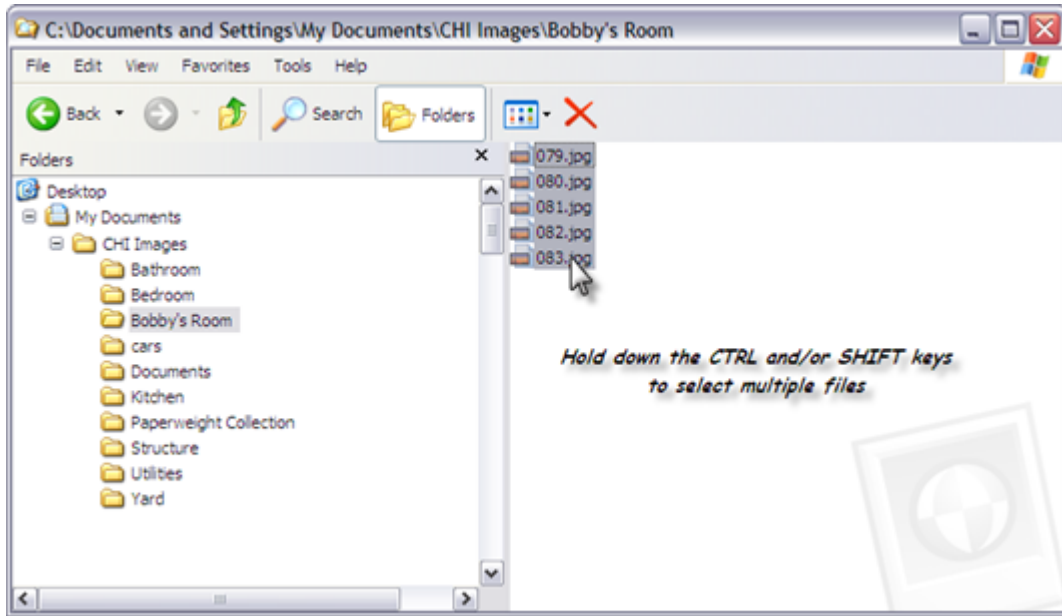 C:\Documents and Settings\My Documents\CHI Images\Bobby's Room
File Edit View Favorites Tools Help
Back Search Folders
Folders
Desktop
My Documents
CHI Images
Bathroom
Bedroom
Bobby's Room
cars
Documents
Kitchen
Paperweight Collection
Structure
Utilities
Yard
079.jpg
080.jpg
081.jpg
082.jpg
083.jpg
Hold down the CTRL and/or SHIFT keys
to select multiple files